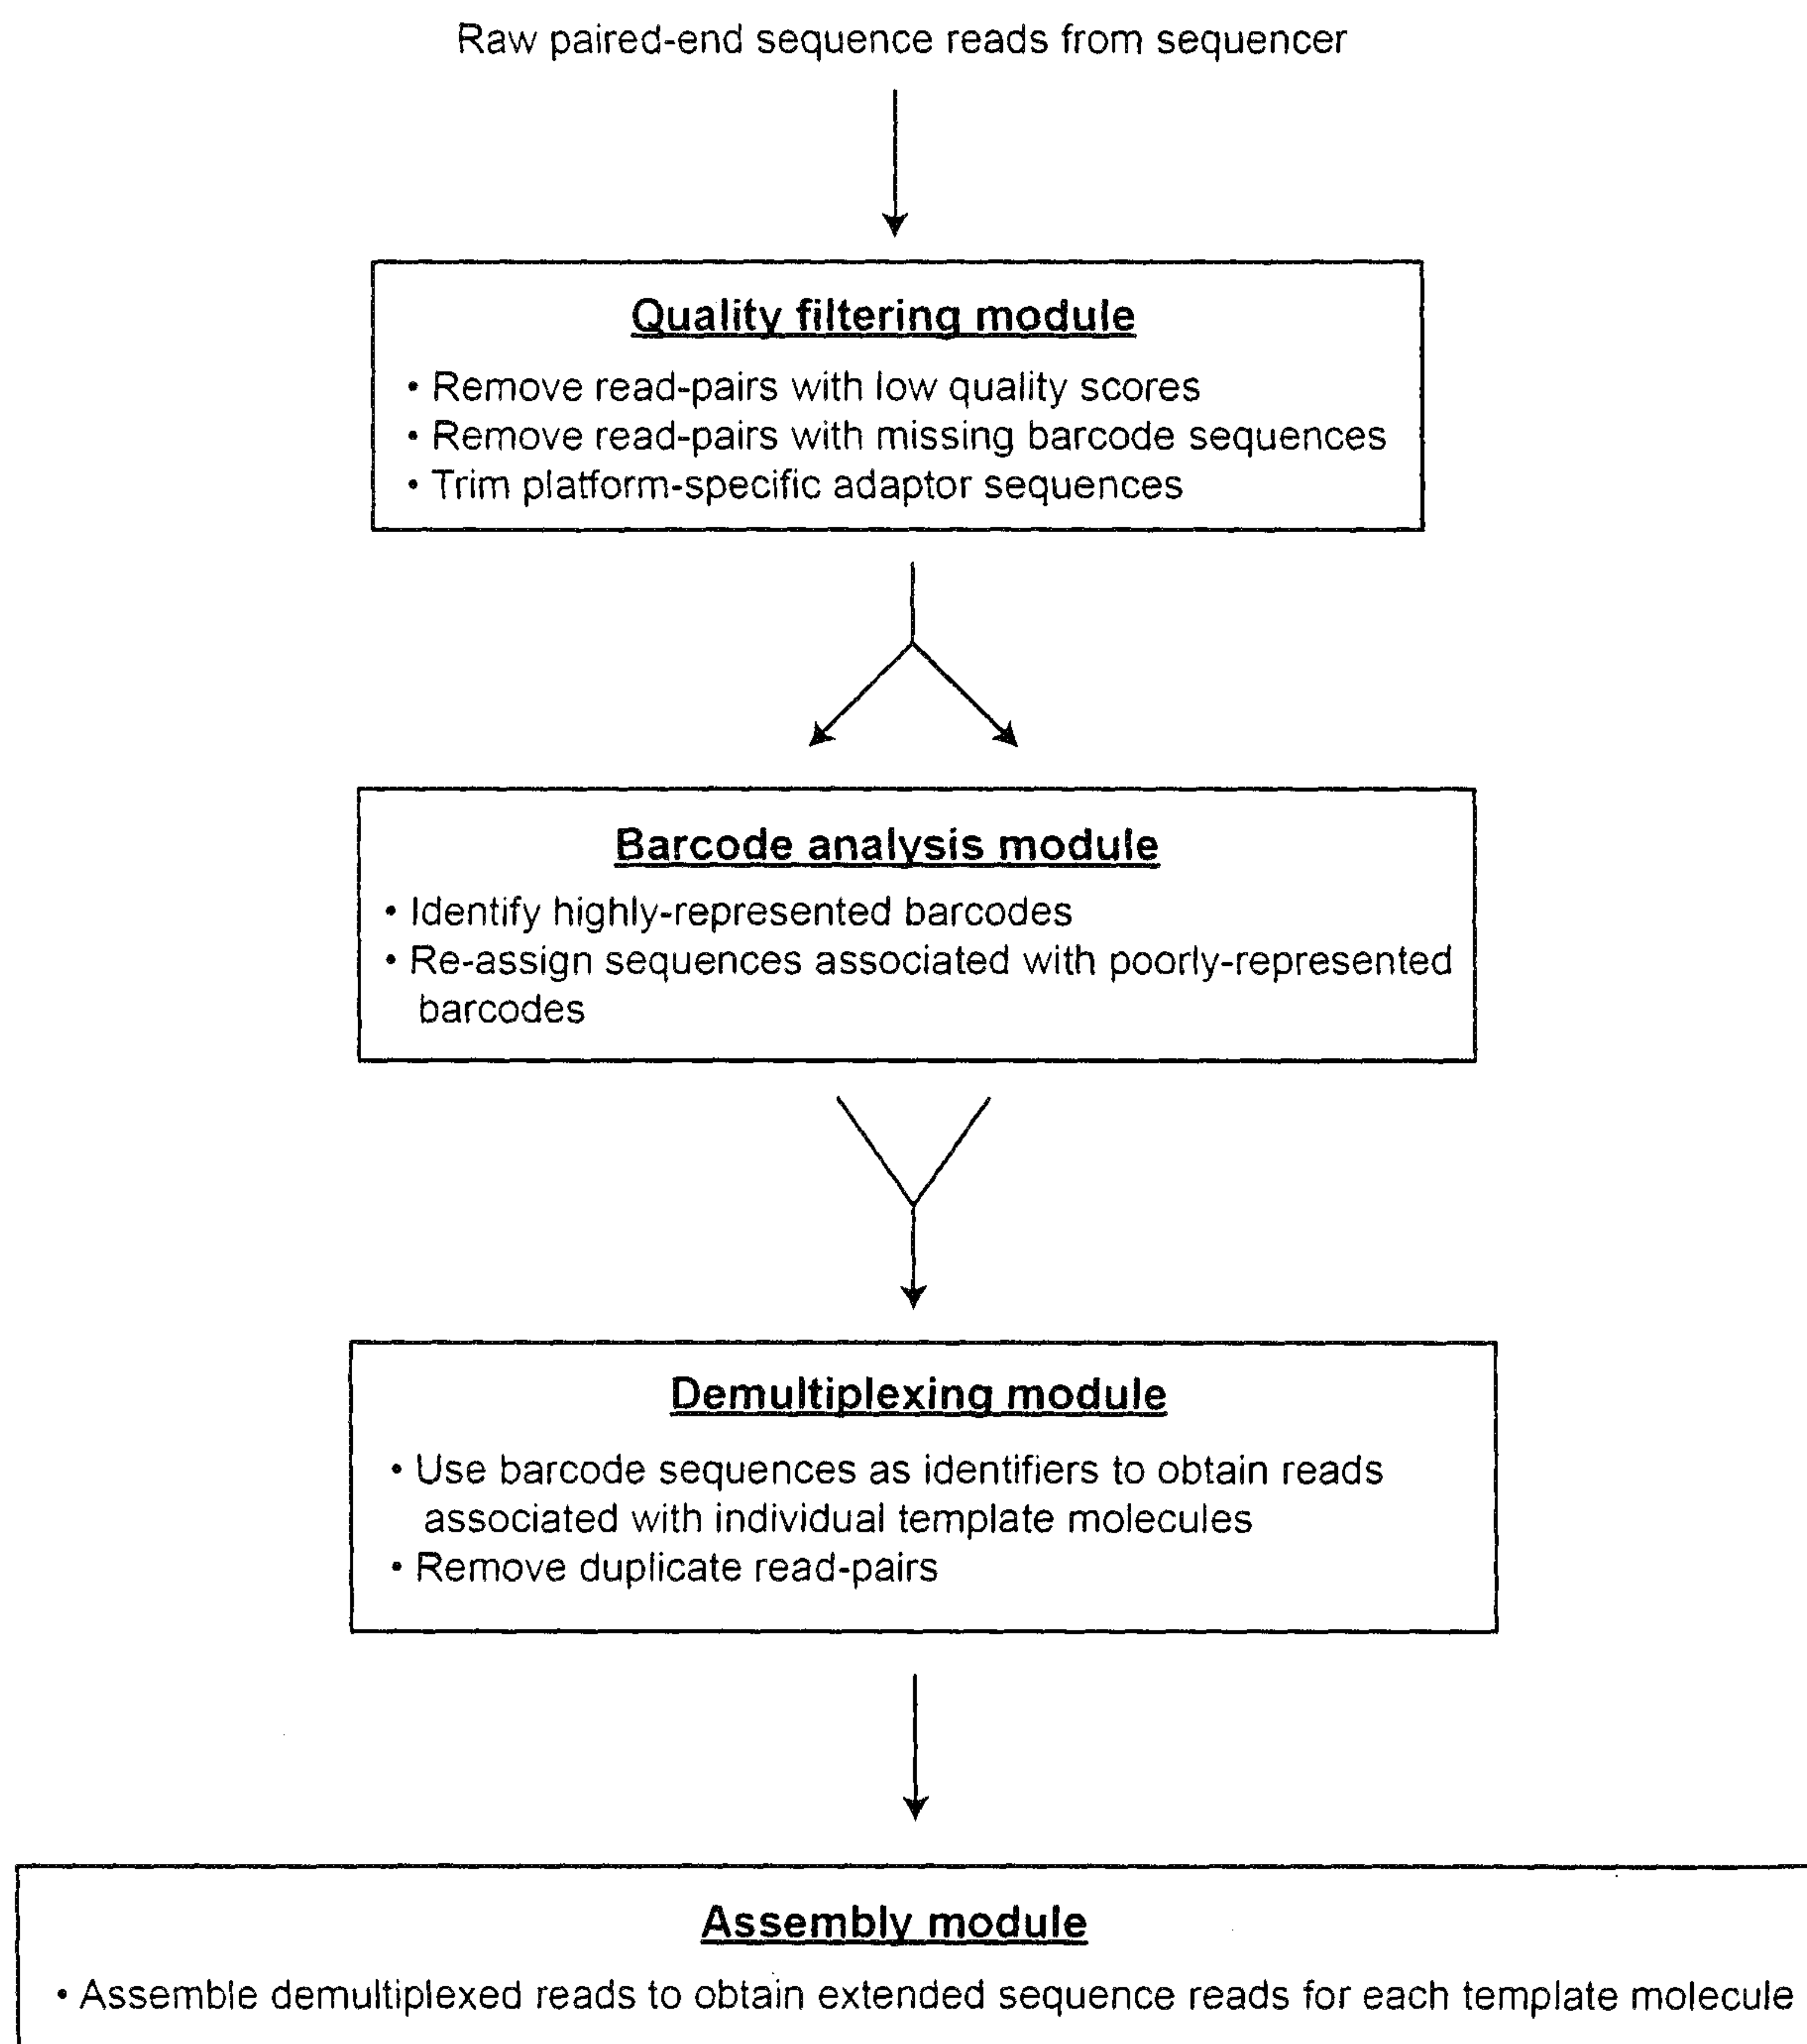 Raw paired-end sequence reads from sequencer
Quality filtering module
• Remove read-pairs with low quality scores
• Remove read-pairs with missing barcode sequences
• Trim platform-specific adaptor sequences
Barcode analysis module
• Identify highly-represented barcodes
• Re-assign sequences associated with poorly-represented
barcodes
Demultiplexing module
• Use barcode sequences as identifiers to obtain reads
associated with individual template molecules
• Remove duplicate read-pairs
Assembly module
• Assemble demultiplexed reads to obtain extended sequence reads for each template molecule